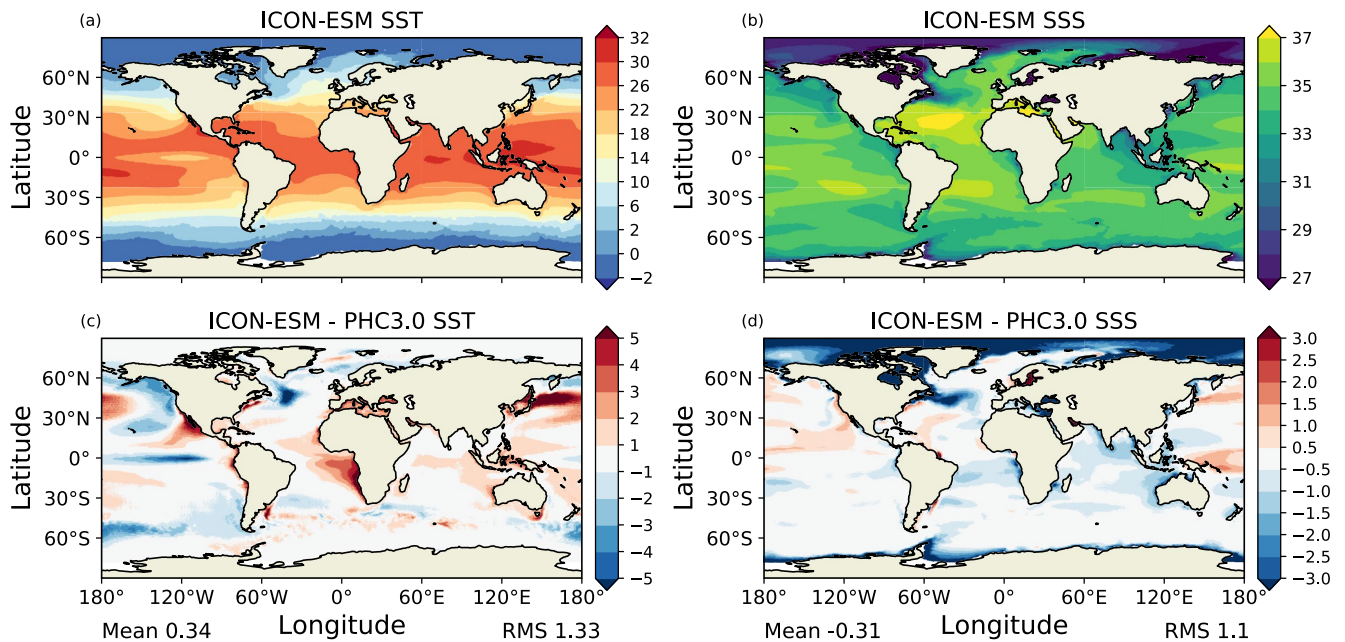 (a) ICON-ESM SST
(b) ICON-ESM SSS
Latitude
60°N
30°N
0°
30°S
60°S
32
30
26
22
18
14
10
6
2
0
−2
Latitude
60°N
30°N
0°
30°S
60°S
37
35
33
31
29
27
(c) ICON-ESM - PHC3.0 SST
(d) ICON-ESM - PHC3.0 SSS
Latitude
60°N
30°N
0°
30°S
60°S
5
4
3
2
1
−1
−2
−3
−4
−5
Latitude
60°N
30°N
0°
30°S
60°S
3.0
2.5
2.0
1.5
1.0
0.5
−0.5
−1.0
−1.5
−2.0
−2.5
−3.0
180° 120°W 60°W 0° 60°E 120°E 180°
180° 120°W 60°W 0° 60°E 120°E 180°
Mean 0.34 Longitude RMS 1.33
Mean -0.31 Longitude RMS 1.1